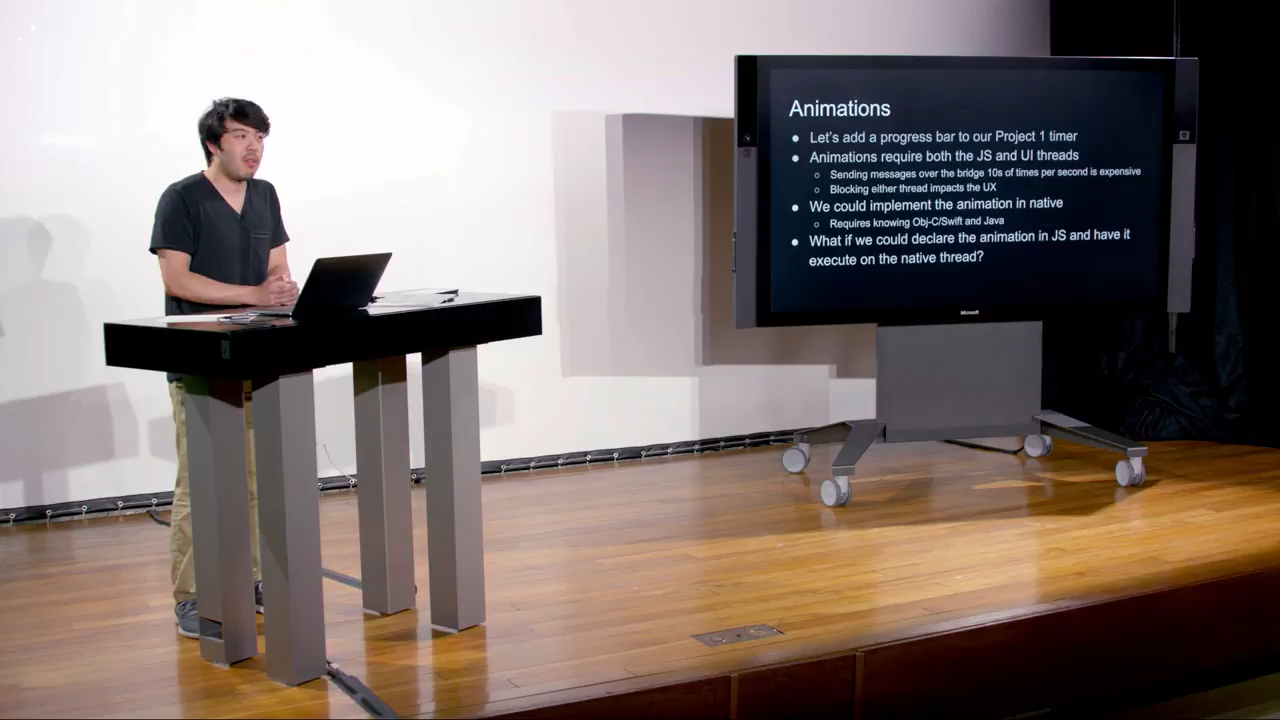 Animations
● Let's add a progress bar to our Project 1 timer
● Animations require both the JS and UI threads
○ Sending messages over the bridge 10s of times per second is expensive
○ Blocking either thread impacts the UX
● We could implement the animation in native
○ Requires knowing Obj-C/Swift and Java
● What if we could declare the animation in JS and have it
execute on the native thread?
Microsoft